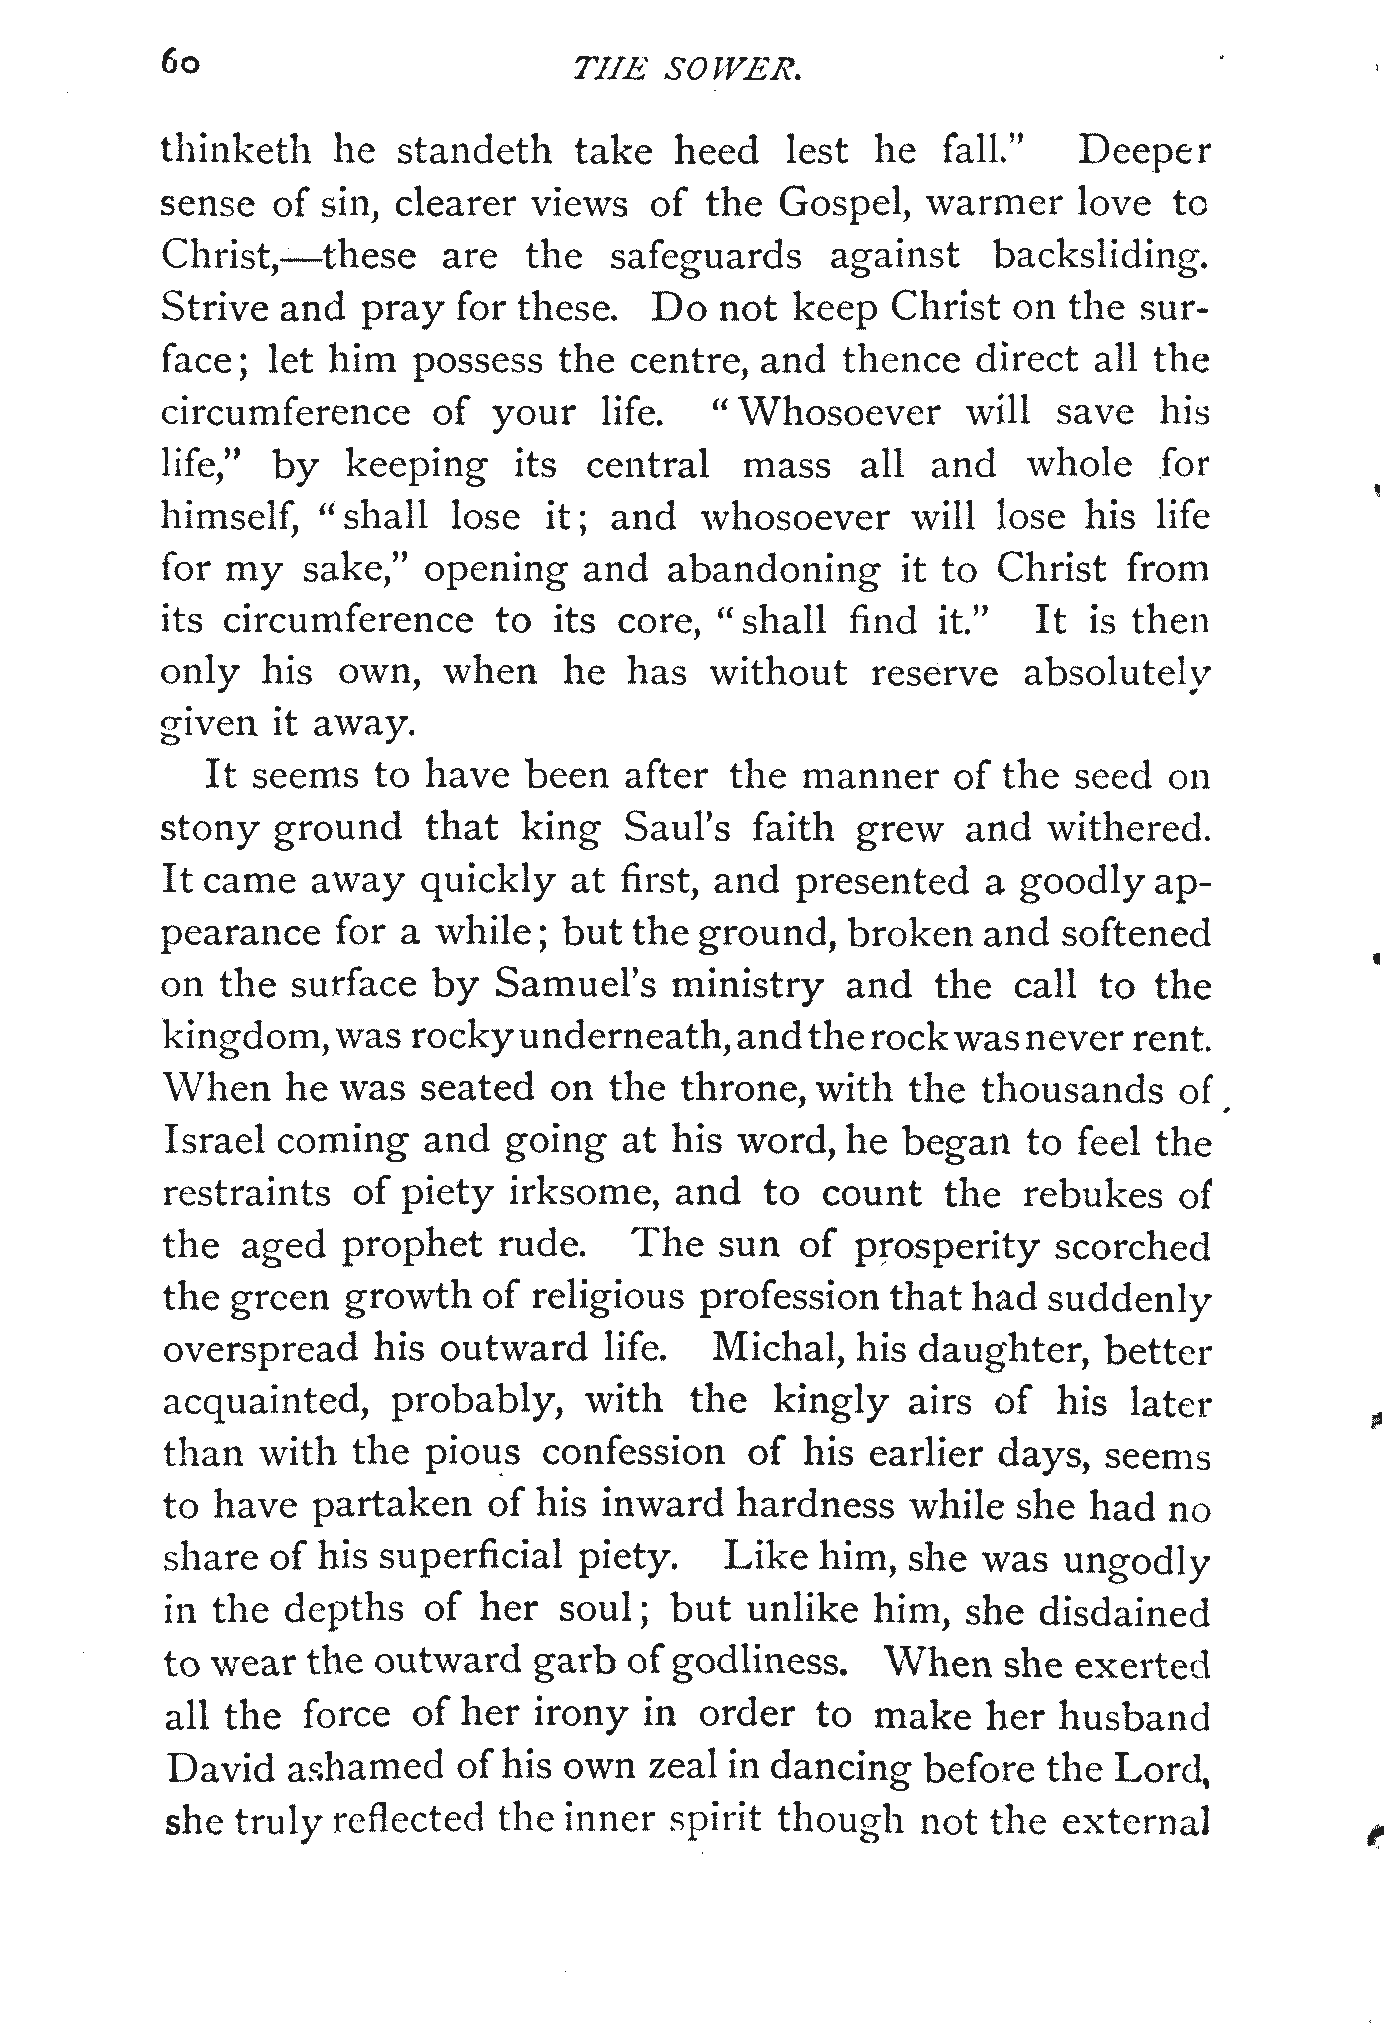 60 THE SOWER.
thinketh he standeth take heed lest he fall." Deeper
sense of sin, clearer views of the Gospel, warmer love to
Christ,—these are the safeguards against backsliding.
Strive and pray for these. Do not keep Christ on the sur-
face; let him possess the centre, and thence direct all the
circumference of your life. "Whosoever will save his
life," by keeping its central mass all and whole for
himself, "shall lose it; and whosoever will lose his life
for my sake," opening and abandoning it to Christ from
its circumference to its core, "shall find it." It is then
only his own, when he has without reserve absolutely
given it away.
It seems to have been after the manner of the seed on
stony ground that king Saul's faith grew and withered.
It came away quickly at first, and presented a goodly ap-
pearance for a while; but the ground, broken and softened
on the surface by Samuel's ministry and the call to the
kingdom, was rocky underneath, and the rock was never rent.
When he was seated on the throne, with the thousands of
Israel coming and going at his word, he began to feel the
restraints of piety irksome, and to count the rebukes of
the aged prophet rude. The sun of prosperity scorched
the green growth of religious profession that had suddenly
overspread his outward life. Michal, his daughter, better
acquainted, probably, with the kingly airs of his later
than with the pious confession of his earlier days, seems
to have partaken of his inward hardness while she had no
share of his superficial piety. Like him, she was ungodly
in the depths of her soul; but unlike him, she disdained
to wear the outward garb of godliness. When she exerted
all the force of her irony in order to make her husband
David ashamed of his own zeal in dancing before the Lord,
she truly reflected the inner spirit though not the external